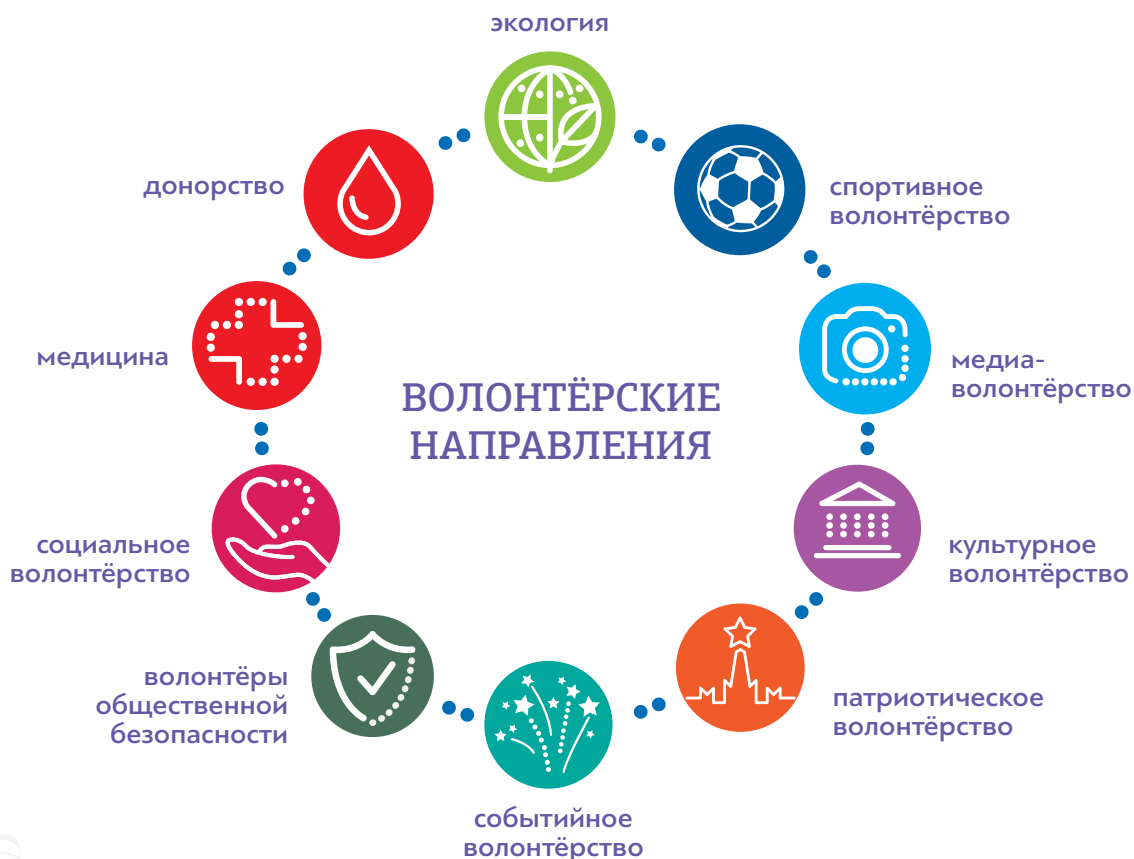 экология
донорство
спортивное
волонтёрство
медицина
медиа-
волонтёрство
ВОЛОНТЁРСКИЕ
НАПРАВЛЕНИЯ
социальное
волонтёрство
культурное
волонтёрство
волонтёры
общественной
безопасности
патриотическое
волонтёрство
событийное
волонтёрство